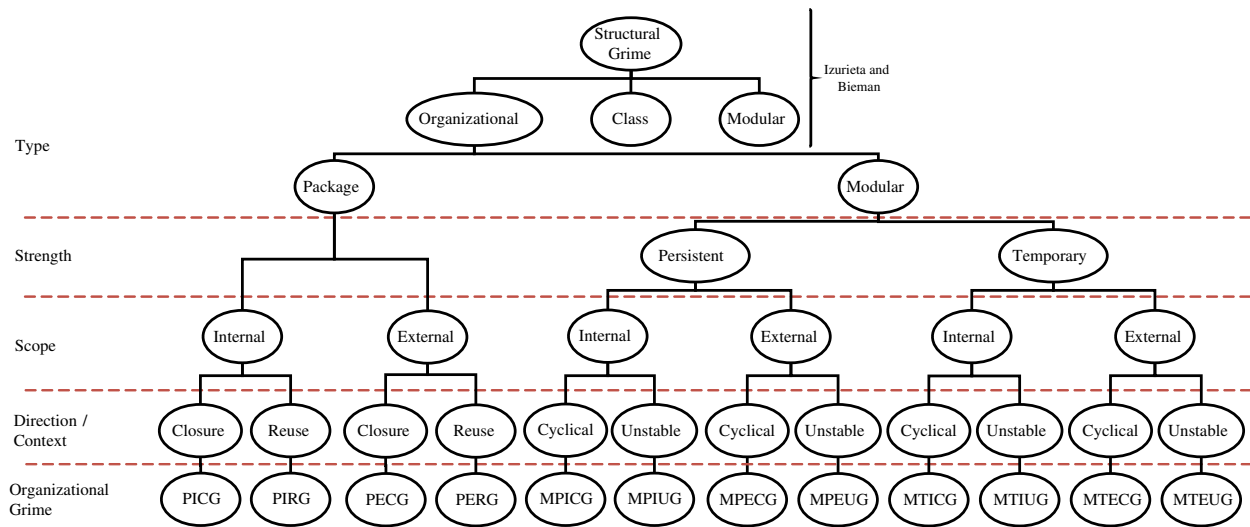 Structural
Grime
Izurieta and
Bieman
Organizational
Class
Modular
Type
Package
Modular
Strength
Persistent
Temporary
Scope
Internal
External
Internal
External
Internal
External
Direction /
Context
Closure
Reuse
Closure
Reuse
Cyclical
Unstable
Cyclical
Unstable
Cyclical
Unstable
Cyclical
Unstable
Organizational
Grime
PICG
PIRG
PECG
PERG
MPICG
MPIUG
MPECG
MPEUG
MTICG
MTIUG
MTECG
MTEUG